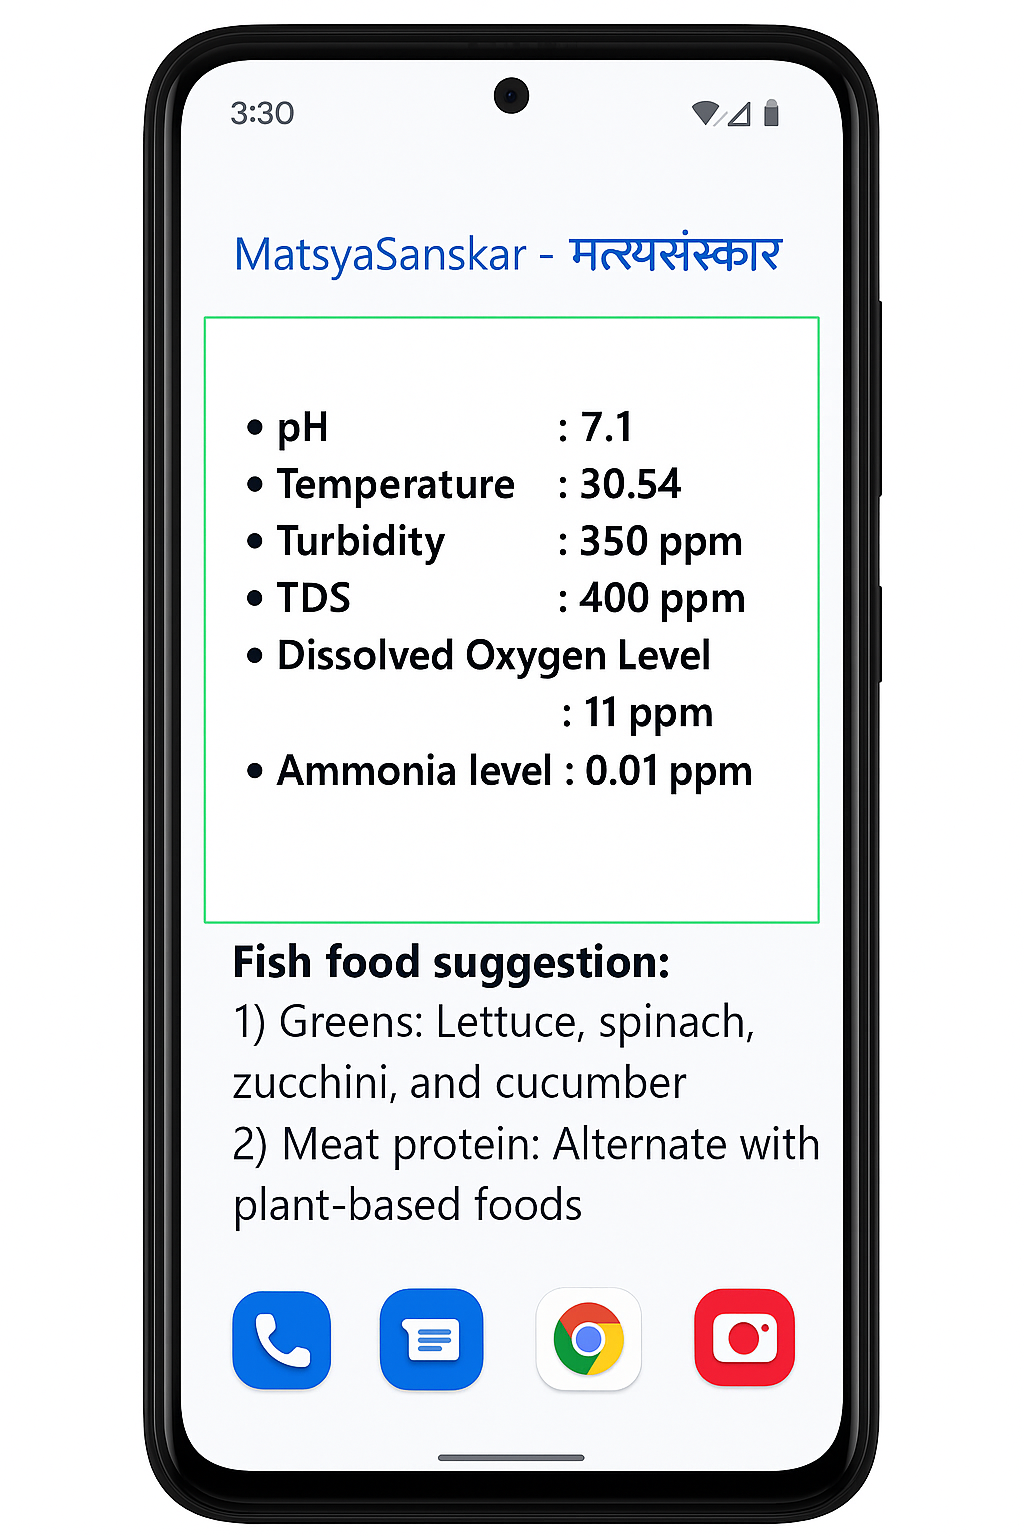 3:30
MatsyaSanskar - मत्स्यसंस्कार
• pH : 7.1
• Temperature : 30.54
• Turbidity : 350 ppm
• TDS : 400 ppm
• Dissolved Oxygen Level
: 11 ppm
• Ammonia level : 0.01 ppm
Fish food suggestion:
1) Greens: Lettuce, spinach,
zucchini, and cucumber
2) Meat protein: Alternate with
plant-based foods